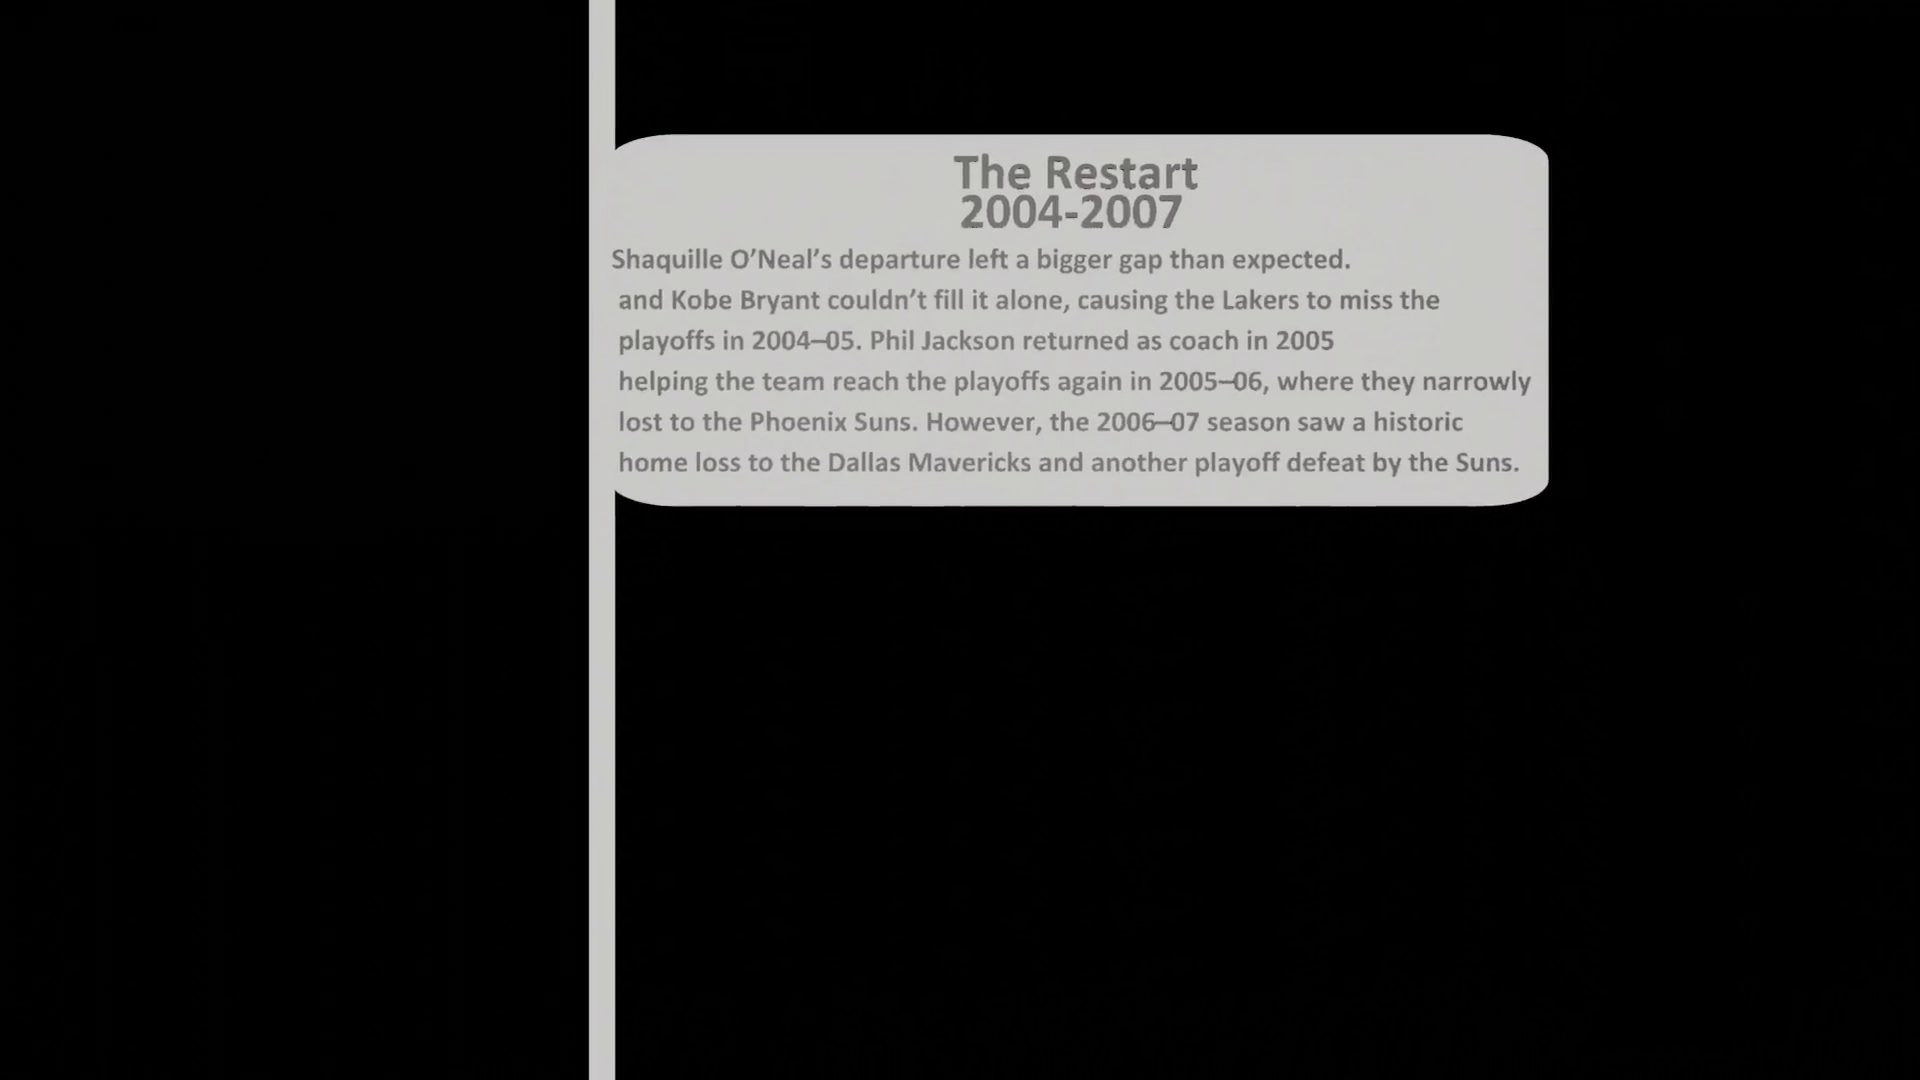 The Restart
2004-2007
Shaquille O’Neal’s departure left a bigger gap than expected.
and Kobe Bryant couldn’t fill it alone, causing the Lakers to miss the
playoffs in 2004–05. Phil Jackson returned as coach in 2005
helping the team reach the playoffs again in 2005–06, where they narrowly
lost to the Phoenix Suns. However, the 2006–07 season saw a historic
home loss to the Dallas Mavericks and another playoff defeat by the Suns.